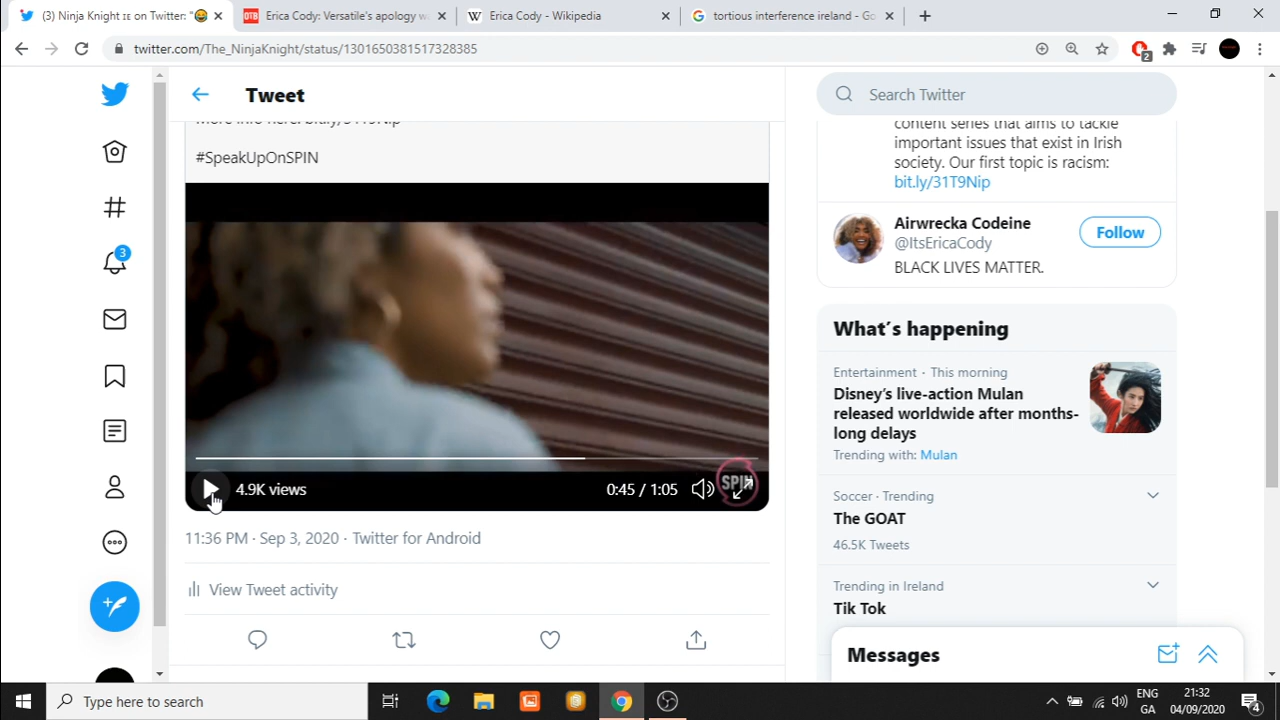 (3) Ninja Knight ɪɛ on Twitter: "😂
Erica Cody: Versatile's apology w
Erica Cody - Wikipedia
tortious interference ireland - Go
twitter.com/The_NinjaKnight/status/1301650381517328385
2
Tweet
Search Twitter
#SpeakUpOnSPIN
content series that aims to tackle
important issues that exist in Irish
society. Our first topic is racism:
bit.ly/31T9Nip
Airwrecka Codeine
@ItsEricaCody
Follow
BLACK LIVES MATTER.
3
What's happening
Entertainment · This morning
Disney's live-action Mulan
released worldwide after months-
long delays
Trending with: Mulan
SPIN
4.9K views
0:45 / 1:05
Soccer · Trending
The GOAT
46.5K Tweets
11:36 PM · Sep 3, 2020 · Twitter for Android
View Tweet activity
Trending in Ireland
Tik Tok
Messages
Type here to search
ENG
GA
21:32
04/09/2020
4